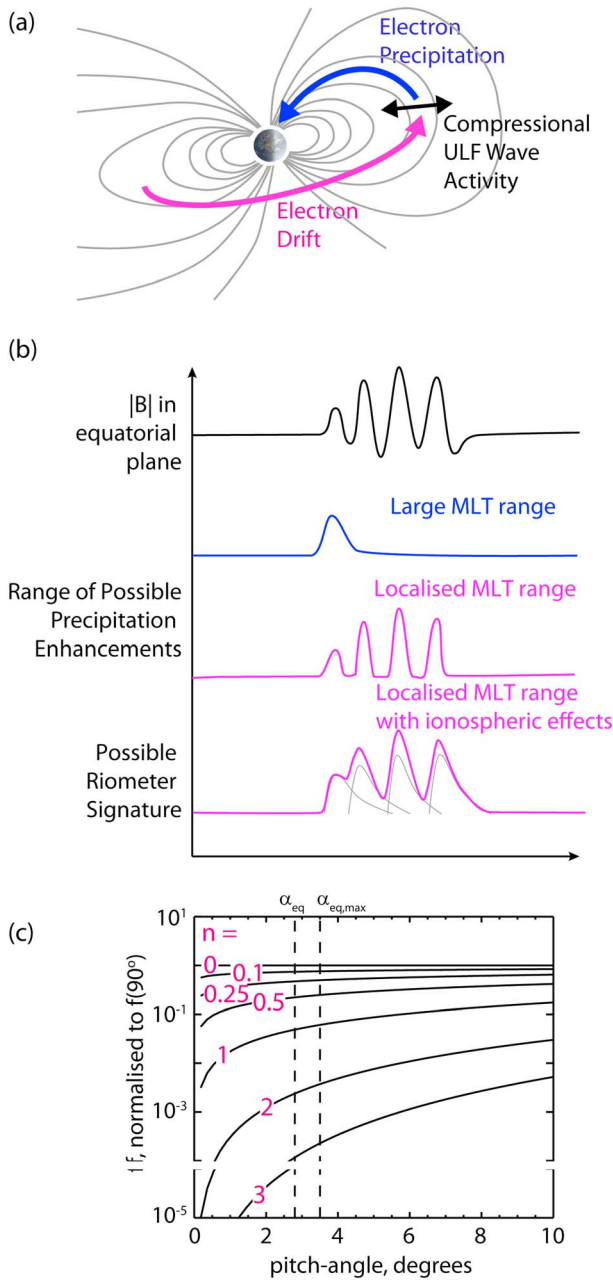 (a)
Electron
Precipitation
Compressional
ULF Wave
Activity
Electron
Drift
(b)
|B| in
equatorial
plane
Large MLT range
Range of Possible
Precipitation
Enhancements
Localised MLT range
Localised MLT range
with ionospheric effects
Possible
Riometer
Signature
(c)
α_eq α_eq,max
n =
0 0.1
0.25 0.5
1
2
3
10^1
10^-1
10^-3
10^-5
f, normalised to f(90°)
0 2 4 6 8 10
pitch-angle, degrees